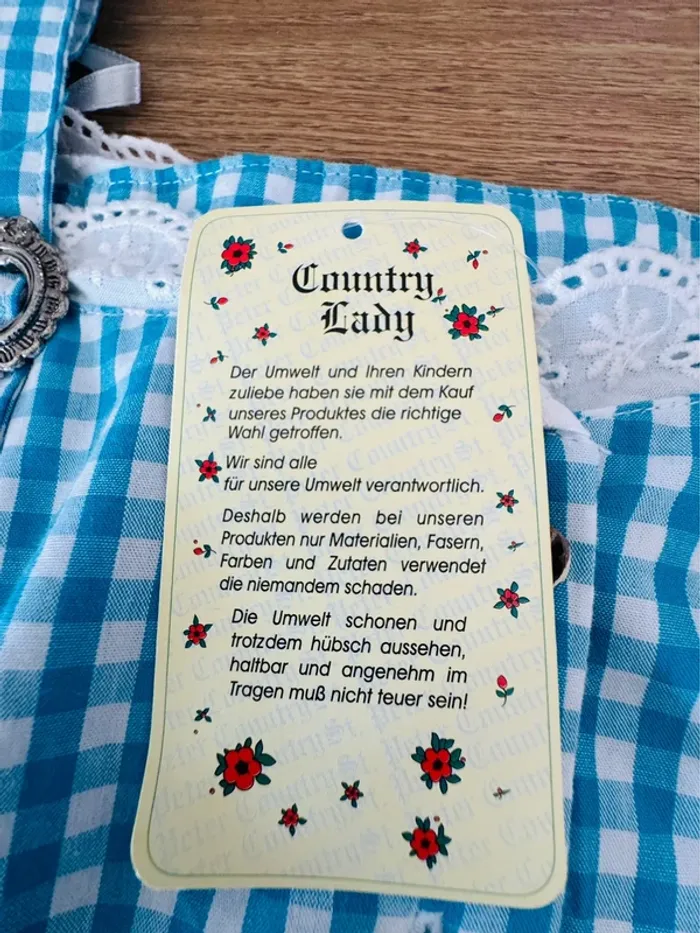 Country
Lady
Der Umwelt und Ihren Kindern
zuliebe haben sie mit dem Kauf
unseres Produktes die richtige
Wahl getroffen.
Wir sind alle
für unsere Umwelt verantwortlich.
Deshalb werden bei unseren
Produkten nur Materialien, Fasern,
Farben und Zutaten verwendet
die niemandem schaden.
Die Umwelt schonen und
trotzdem hübsch aussehen,
haltbar und angenehm im
Tragen muß nicht teuer sein!